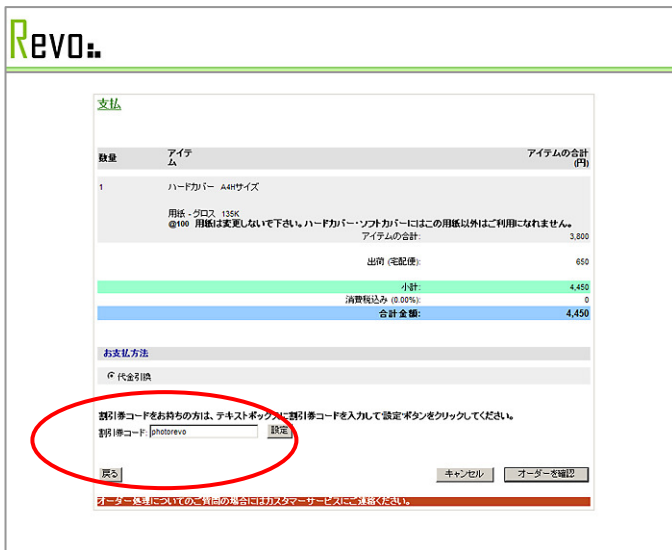 Revo:.
支払
数量 アイテム アイテムの合計(円)
1 ハードカバー A4Hサイズ
用紙 - グロス 135K
@100 用紙は変更しないで下さい。ハードカバー・ソフトカバーにはこの用紙以外はご利用になれません。
アイテムの合計: 3,800
出荷 (宅配便): 650
小計: 4,450
消費税込み (0.00%): 0
合計金額: 4,450
お支払方法
代金引換
割引券コードをお持ちの方は、テキストボックスに割引券コードを入力して'設定'ボタンをクリックしてください。
割引券コード: photorevo 設定
戻る キャンセル オーダーを確認
オーダー処理についてのご質問の場合にはカスタマーサービスにご連絡ください。